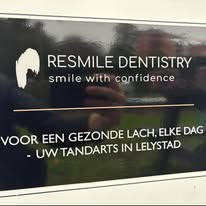 RESMILE DENTISTRY
smile with confidence
VOOR EEN GEZONDE LACH, ELKE DAG
- UW TANDARTS IN LELYSTAD